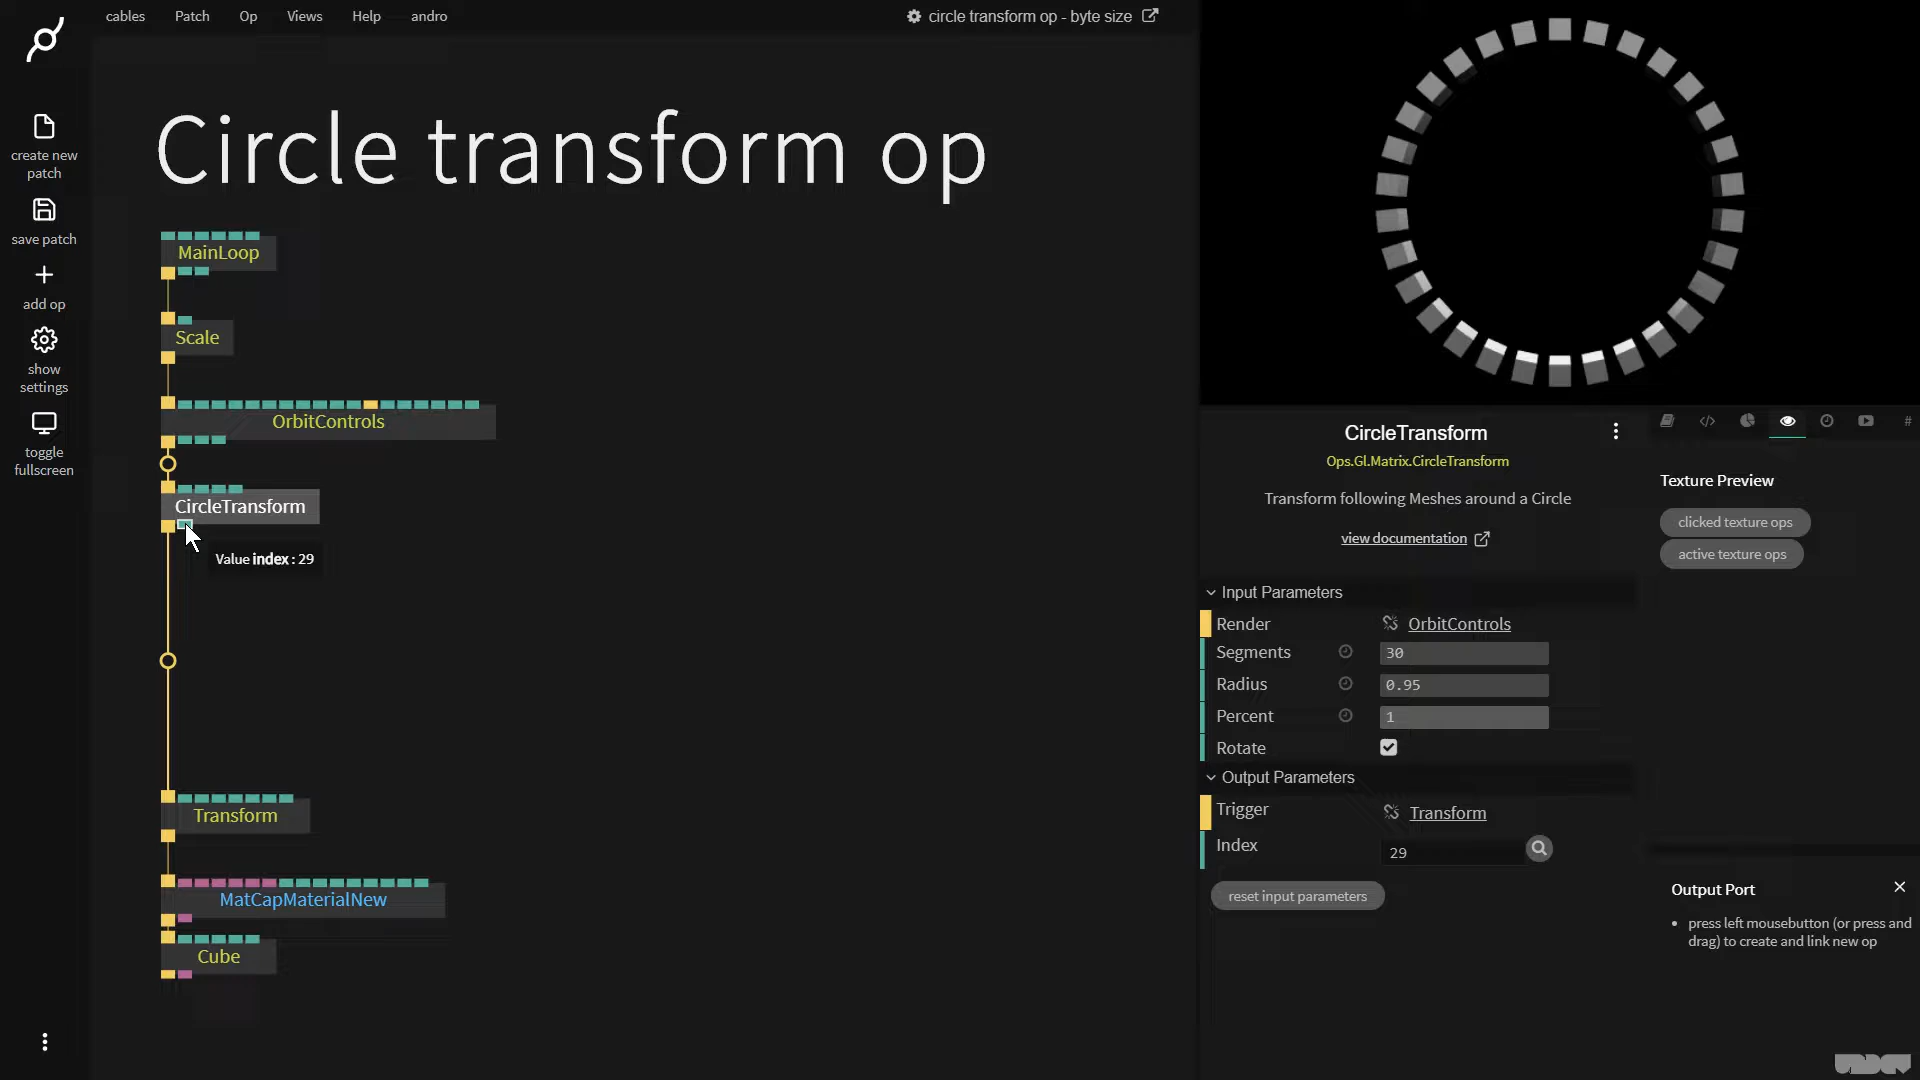 cables Patch Op Views Help andro
circle transform op - byte size
create new
patch
save patch
add op
show
settings
toggle
fullscreen
Circle transform op
MainLoop
Scale
OrbitControls
CircleTransform
Value index : 29
Transform
MatCapMaterialNew
Cube
CircleTransform
Ops.Gl.Matrix.CircleTransform
Transform following Meshes around a Circle
view documentation
Input Parameters
Render OrbitControls
Segments 30
Radius 0.95
Percent 1
Rotate
Output Parameters
Trigger Transform
Index 29
reset input parameters
#
Texture Preview
clicked texture ops
active texture ops
Output Port
• press left mousebutton (or press and
drag) to create and link new op